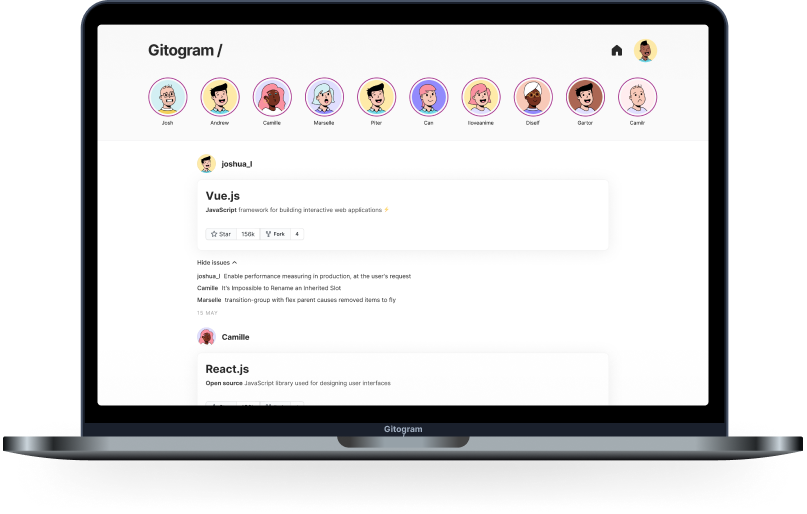 Gitogram /
Josh Andrew Camille Marselle Piter Cari Iloveanime Diself Gartor Camilr
joshua_l
Vue.js
JavaScript framework for building interactive web applications ⚡
Star 156k Fork 4
Hide issues
joshua_l Enable performance measuring in production, at the user's request
Camille It's Impossible to Rename an Inherited Slot
Marselle transition-group with flex parent causes removed items to fly
15 MAY
Camille
React.js
Open source JavaScript library used for designing user interfaces
Gitogram